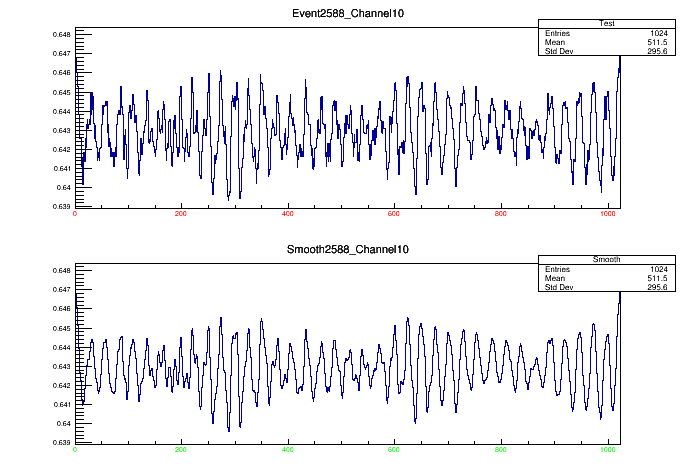 Event2588_Channel10
Test
Entries 1024
Mean 511.5
Std Dev 295.6
0.648
0.647
0.646
0.645
0.644
0.643
0.642
0.641
0.64
0.639
0 200 400 600 800 1000
Smooth2588_Channel10
Smooth
Entries 1024
Mean 511.5
Std Dev 295.6
0.648
0.647
0.646
0.645
0.644
0.643
0.642
0.641
0.64
0.639
0 200 400 600 800 1000